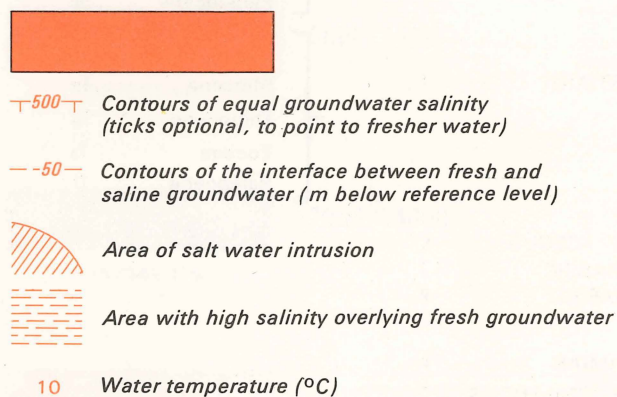 500 Contours of equal groundwater salinity
(ticks optional, to point to fresher water)
-50 Contours of the interface between fresh and
saline groundwater (m below reference level)
Area of salt water intrusion
Area with high salinity overlying fresh groundwater
10 Water temperature (ºC)